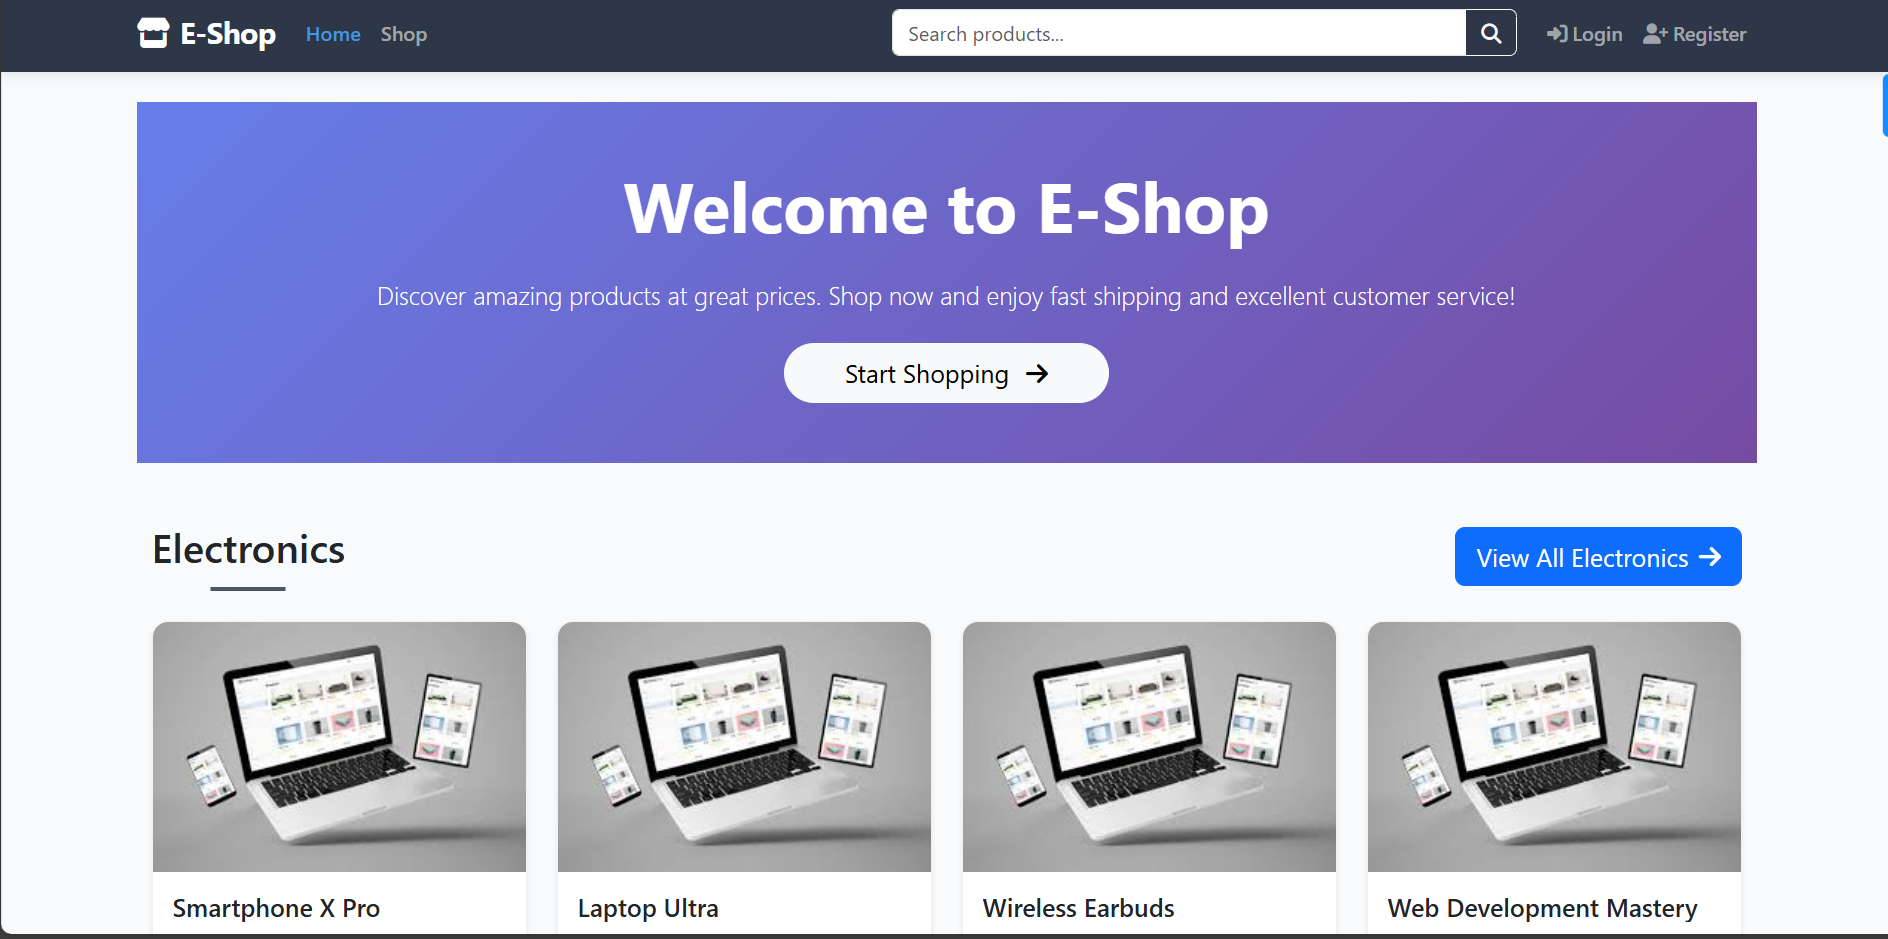 E-Shop
Home
Shop
Search products...
Login
Register
Welcome to E-Shop
Discover amazing products at great prices. Shop now and enjoy fast shipping and excellent customer service!
Start Shopping
Electronics
View All Electronics
Smartphone X Pro
Laptop Ultra
Wireless Earbuds
Web Development Mastery